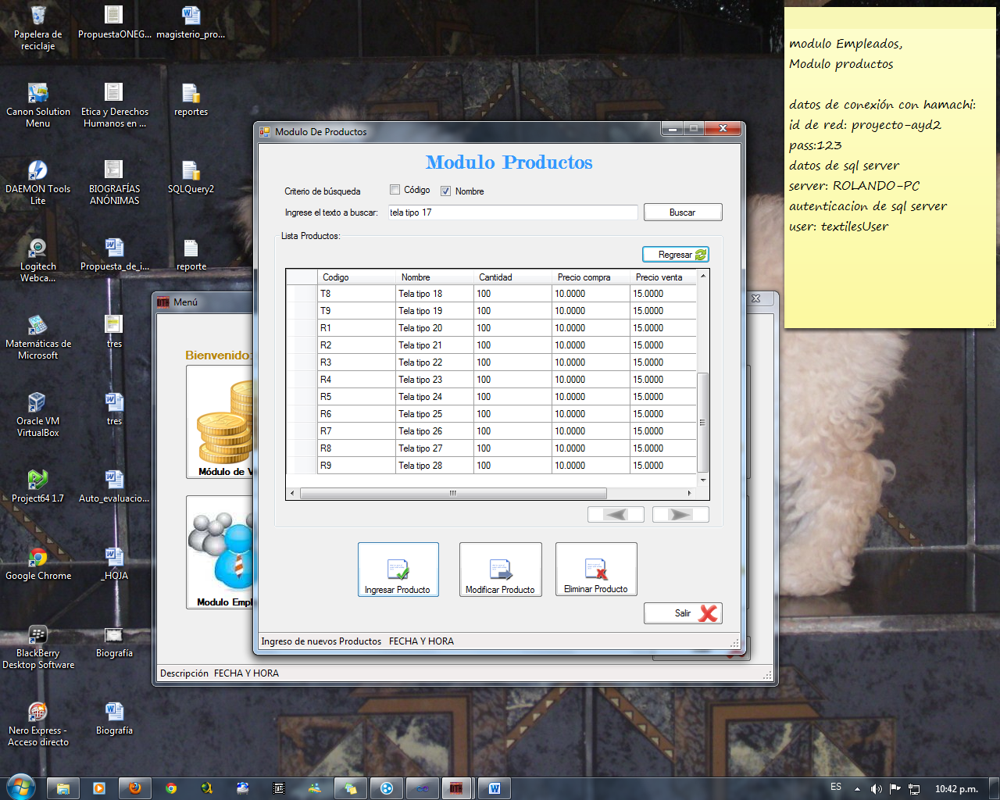 Papelera de
reciclaje
PropuestaONEG...
magisterio_pro...
Canon Solution
Menu
Etica y Derechos
Humanos en ...
reportes
DAEMON Tools
Lite
BIOGRAFÍAS
ANÓNIMAS
SQLQuery2
Logitech
Webca...
Propuesta_de_i...
reporte
Matemáticas de
Microsoft
tres
Oracle VM
VirtualBox
tres
Project64 1.7
Auto_evaluacio...
Google Chrome
_HOJA
BlackBerry
Desktop Software
Biografía
Nero Express -
Acceso directo
Biografía
modulo Empleados,
Modulo productos
datos de conexión con hamachi:
id de red: proyecto-ayd2
pass:123
datos de sql server
server: ROLANDO-PC
autenticacion de sql server
user: textilesUser
Menú
Bienvenido:
Módulo de V
Modulo Empl
Descripción FECHA Y HORA
Modulo De Productos
Modulo Productos
Criterio de búsqueda
Código
Nombre
Ingrese el texto a buscar:
tela tipo 17
Buscar
Lista Productos:
Regresar
Codigo Nombre Cantidad Precio compra Precio venta
T8 Tela tipo 18 100 10.0000 15.0000
T9 Tela tipo 19 100 10.0000 15.0000
R1 Tela tipo 20 100 10.0000 15.0000
R2 Tela tipo 21 100 10.0000 15.0000
R3 Tela tipo 22 100 10.0000 15.0000
R4 Tela tipo 23 100 10.0000 15.0000
R5 Tela tipo 24 100 10.0000 15.0000
R6 Tela tipo 25 100 10.0000 15.0000
R7 Tela tipo 26 100 10.0000 15.0000
R8 Tela tipo 27 100 10.0000 15.0000
R9 Tela tipo 28 100 10.0000 15.0000
Ingresar Producto
Modificar Producto
Eliminar Producto
Salir
Ingreso de nuevos Productos FECHA Y HORA
ES
10:42 p.m.